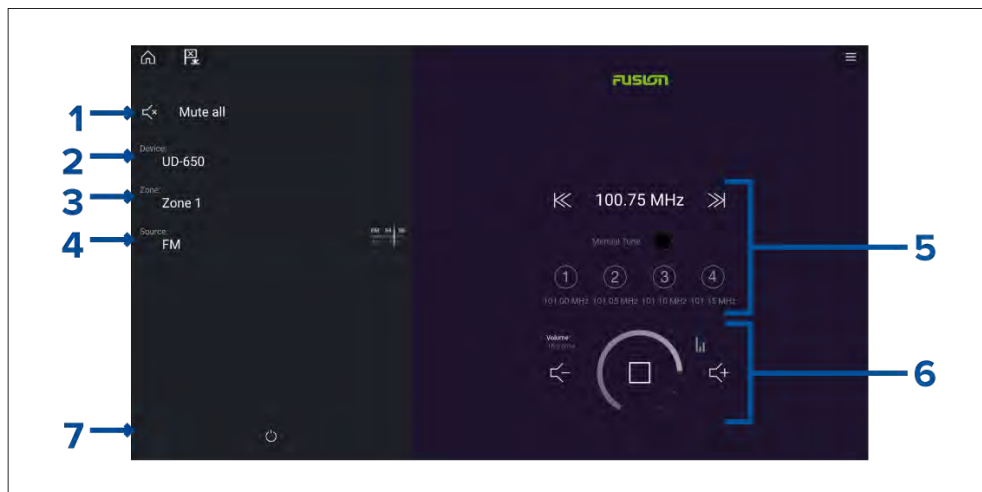 FUSION
1
Mute all
Device:
2
UD-650
Zone:
3
Zone 1
Source:
4
FM
100.75 MHz
Manual Tune
5
1 2 3 4
101.00 MHz 101.05 MHz 101.10 MHz 101.15 MHz
Volume:
6
7